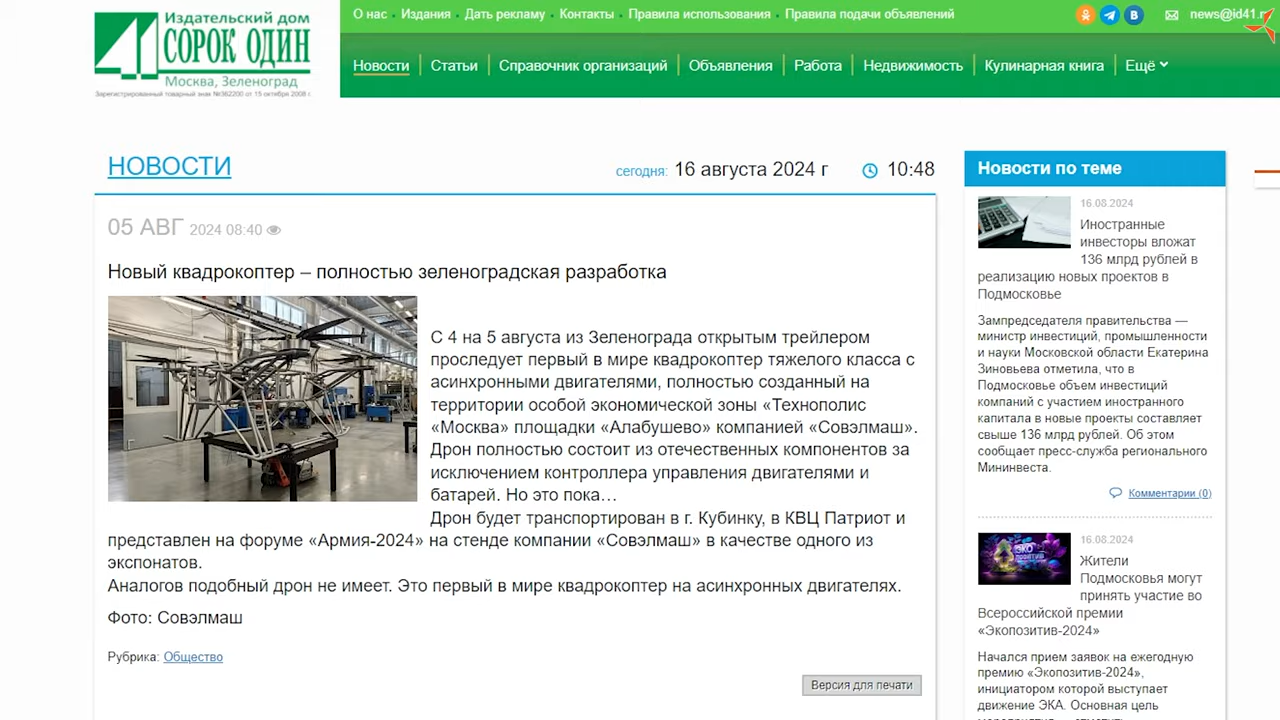 Издательский дом
СОРОК ОДИН
Москва, Зеленоград
Зарегистрированный товарный знак №362200 от 15 октября 2008 г.
О нас Издания Дать рекламу Контакты Правила использования Правила подачи объявлений
news@id41.r
Новости Статьи Справочник организаций Объявления Работа Недвижимость Кулинарная книга Ещё
НОВОСТИ
сегодня: 16 августа 2024 г 10:48
05 АВГ 2024 08:40
Новый квадрокоптер – полностью зеленоградская разработка
С 4 на 5 августа из Зеленограда открытым трейлером
проследует первый в мире квадрокоптер тяжелого класса с
асинхронными двигателями, полностью созданный на
территории особой экономической зоны «Технополис
«Москва» площадки «Алабушево» компанией «Совэлмаш».
Дрон полностью состоит из отечественных компонентов за
исключением контроллера управления двигателями и
батарей. Но это пока…
Дрон будет транспортирован в г. Кубинку, в КВЦ Патриот и
представлен на форуме «Армия-2024» на стенде компании «Совэлмаш» в качестве одного из
экспонатов.
Аналогов подобный дрон не имеет. Это первый в мире квадрокоптер на асинхронных двигателях.
Фото: Совэлмаш
Рубрика: Общество
Версия для печати
Новости по теме
16.08.2024
Иностранные
инвесторы вложат
136 млрд рублей в
реализацию новых проектов в
Подмосковье
Зампредседателя правительства —
министр инвестиций, промышленности
и науки Московской области Екатерина
Зиновьева отметила, что в
Подмосковье объем инвестиций
компаний с участием иностранного
капитала в новые проекты составляет
свыше 136 млрд рублей. Об этом
сообщает пресс-служба регионального
Мининвеста.
Комментарии (0)
16.08.2024
Жители
Подмосковья могут
принять участие во
Всероссийской премии
«Экопозитив-2024»
Начался прием заявок на ежегодную
премию «Экопозитив-2024»,
инициатором которой выступает
движение ЭКА. Основная цель